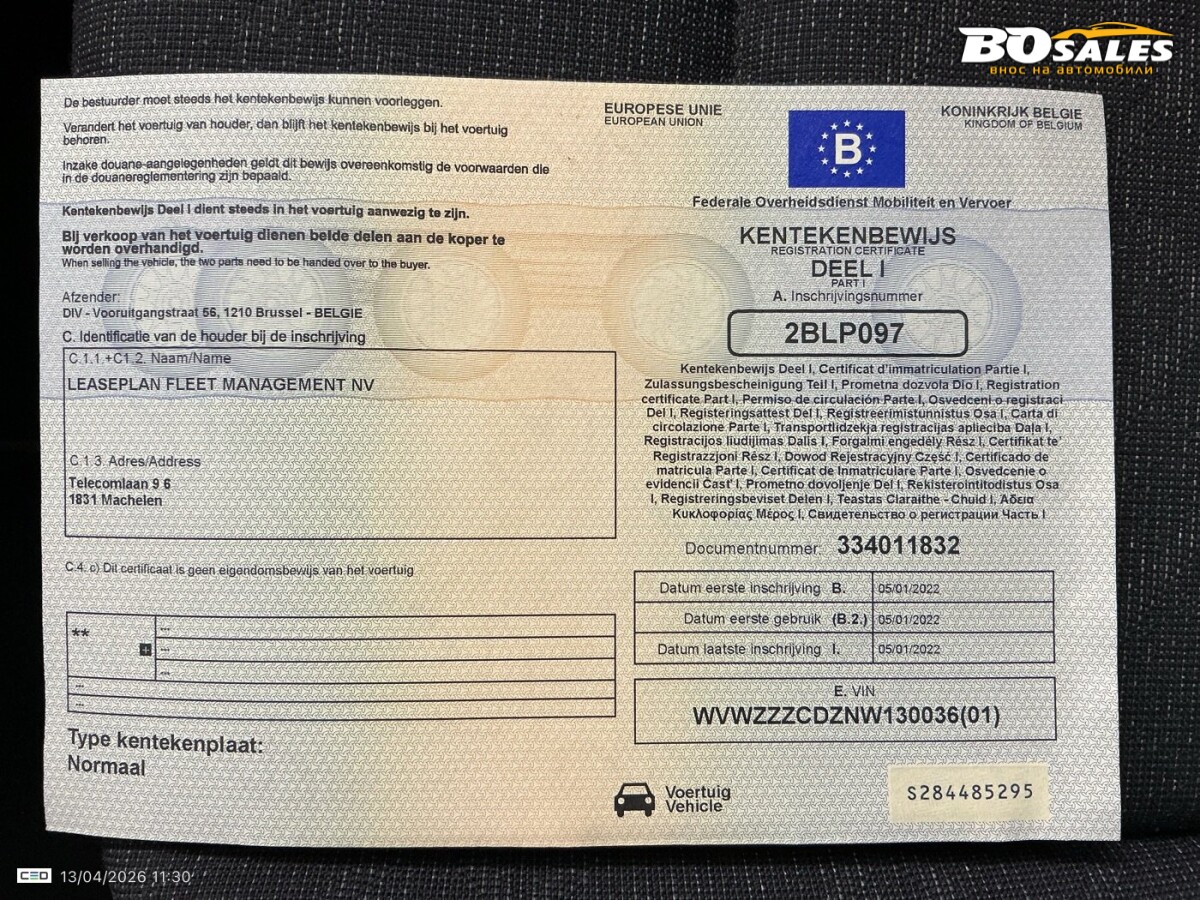 BOSALES
внос на автомобили
De bestuurder moet steeds het kentekenbewijs kunnen voorleggen.
Verandert het voertuig van houder, dan blijft het kentekenbewijs bij het voertuig
behoren.
Inzake douane-aangelegenheden geldt dit bewijs overeenkomstig de voorwaarden die
in de douanereglementering zijn bepaald.
Kentekenbewijs Deel I dient steeds in het voertuig aanwezig te zijn.
Bij verkoop van het voertuig dienen beide delen aan de koper te
worden overhandigd.
When selling the vehicle, the two parts need to be handed over to the buyer.
Afzender:
DIV - Vooruitgangstraat 56, 1210 Brussel - BELGIE
C. Identificatie van de houder bij de inschrijving
C.1.1.+C1.2. Naam/Name
LEASEPLAN FLEET MANAGEMENT NV
C.1.3. Adres/Address
Telecomlaan 9 6
1831 Machelen
C.4. c) Dit certificaat is geen eigendomsbewijs van het voertuig
**
---
---
---
---
---
Type kentekenplaat:
Normaal
EUROPESE UNIE
EUROPEAN UNION
B
KONINKRIJK BELGIE
KINGDOM OF BELGIUM
Federale Overheidsdienst Mobiliteit en Vervoer
KENTEKENBEWIJS
REGISTRATION CERTIFICATE
DEEL I
PART I
A. Inschrijvingsnummer
2BLP097
Kentekenbewijs Deel I, Certificat d'immatriculation Partie I,
Zulassungsbescheinigung Teil I, Prometna dozvola Dio I, Registration
certificate Part I, Permiso de circulación Parte I, Osvedceni o registraci
Del I, Registeringsattest Del I, Registreerimistunnistus Osa I, Carta di
circolazione Parte I, Transportlidzekja registracijas aplieciba Daļa I,
Registracijos liudijimas Dalis I, Forgalmi engedély Rész I, Certifikat te'
Registrazzjoni Rész I, Dowod Rejestracyjny Część I, Certificado de
matricula Parte I, Certificat de Inmatriculare Parte I, Osvedcenie o
evidencii Cast' I, Prometno dovoljenje Del I, Rekisterointitodistus Osa
I, Registreringsbeviset Delen I, Teastas Claraithe - Chuid I, Άδεια
Κυκλοφορίας Μέρος I, Свидетельство о регистрации Часть I
Documentnummer: 334011832
Datum eerste inschrijving B. 05/01/2022
Datum eerste gebruik (B.2.) 05/01/2022
Datum laatste inschrijving I. 05/01/2022
E. VIN
WVWZZZCDZNW130036(01)
Voertuig
Vehicle
S284485295
CEO 13/04/2026 11:30